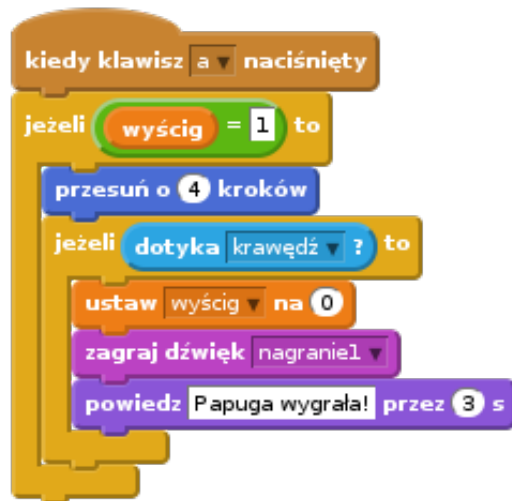 kiedy klawisz a naciśnięty
jeżeli wyścig = 1 to
przesuń o 4 kroków
jeżeli dotyka krawędź ? to
ustaw wyścig na 0
zagraj dźwięk nagranie1
powiedz Papuga wygrała! przez 3 s